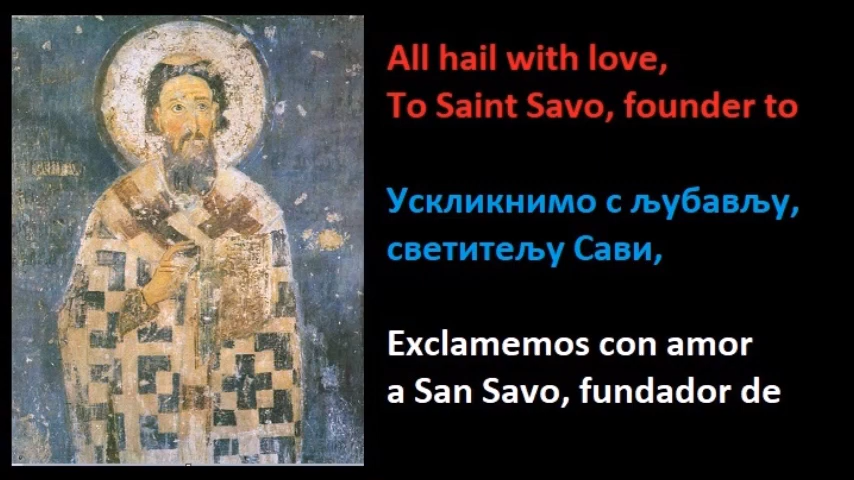 All hail with love,
To Saint Savo, founder to
Ускликнимо с љубављу,
светитељу Сави,
Exclamemos con amor
a San Savo, fundador de